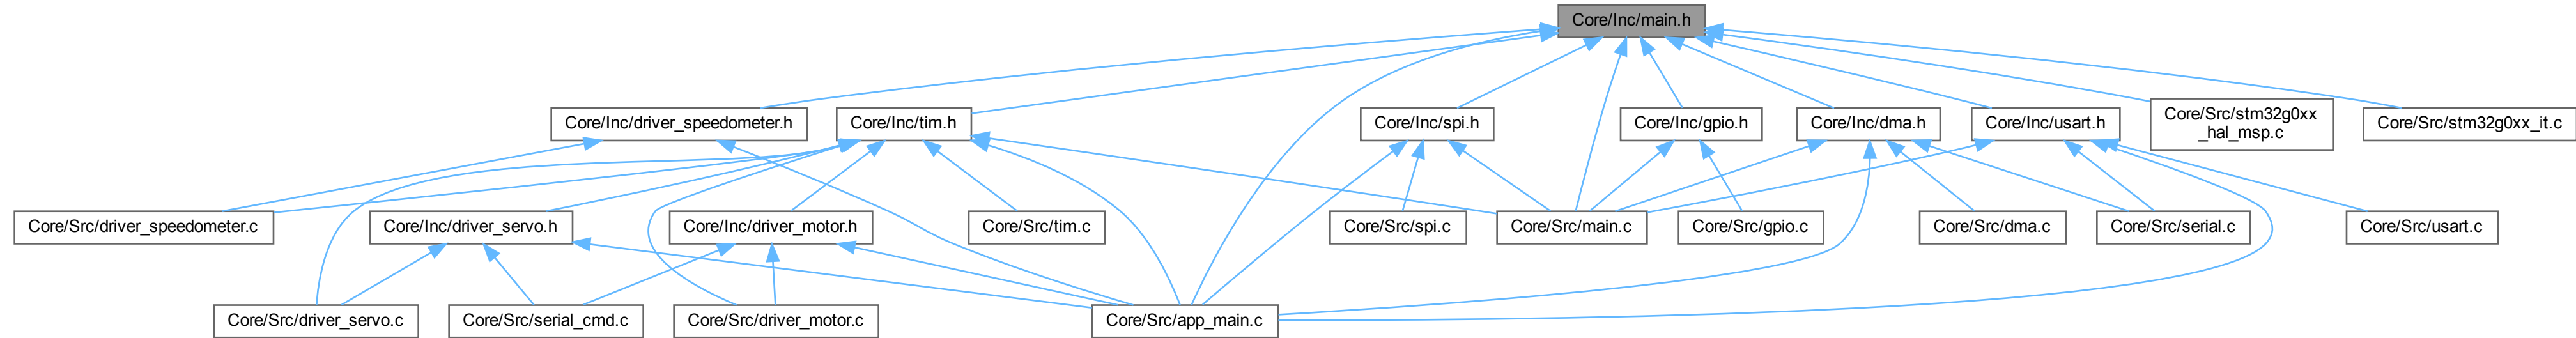 Core/Inc/main.h
Core/Inc/driver_speedometer.h
Core/Inc/tim.h
Core/Inc/spi.h
Core/Inc/gpio.h
Core/Inc/dma.h
Core/Inc/usart.h
Core/Src/stm32g0xx
_hal_msp.c
Core/Src/stm32g0xx_it.c
Core/Src/driver_speedometer.c
Core/Inc/driver_servo.h
Core/Inc/driver_motor.h
Core/Src/tim.c
Core/Src/spi.c
Core/Src/main.c
Core/Src/gpio.c
Core/Src/dma.c
Core/Src/serial.c
Core/Src/usart.c
Core/Src/driver_servo.c
Core/Src/serial_cmd.c
Core/Src/driver_motor.c
Core/Src/app_main.c